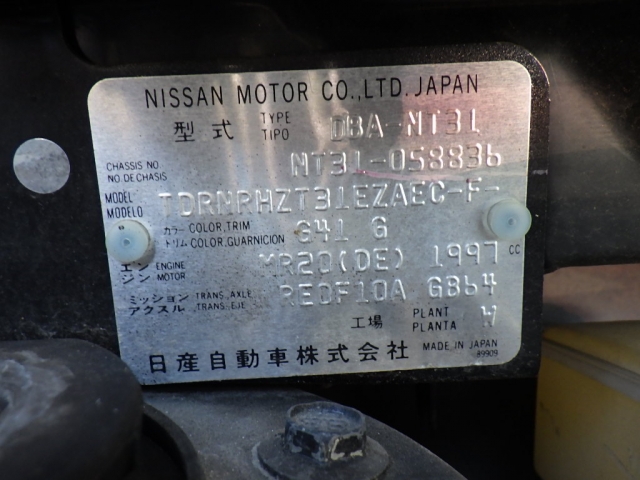 NISSAN MOTOR CO., LTD. JAPAN
型式 TYPE TIPO DBA-NT31
CHASSIS NO. NO. DE CHASIS NT31-058836
MODEL MODELO TDRNRHZT31EZAEC-F-
カラー COLOR, TRIM トリム COLOR, GUARNICION G41 G
エンジン ENGINE MOTOR MR20(DE) 1997 CC
ミッション TRANS., AXLE アクスル TRANS., EJE RE0F10A GB64
工場 PLANT PLANTA W
日産自動車株式会社 MADE IN JAPAN
89909